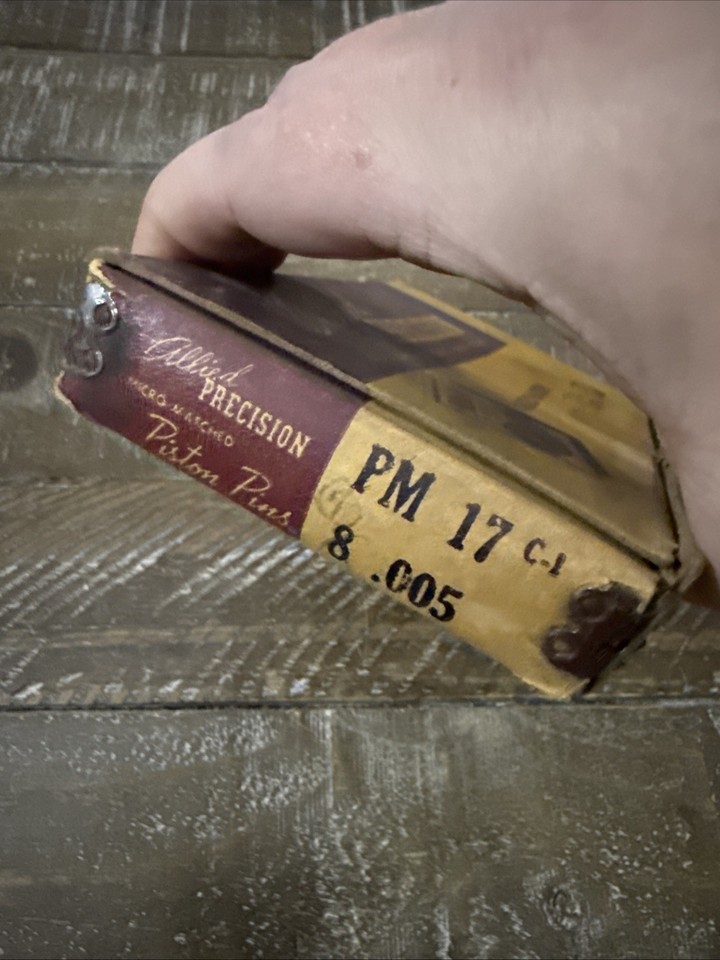 Allied
PRECISION
MICRO-MATCHED
Piston Pins
PM 17 C-1
8 .005